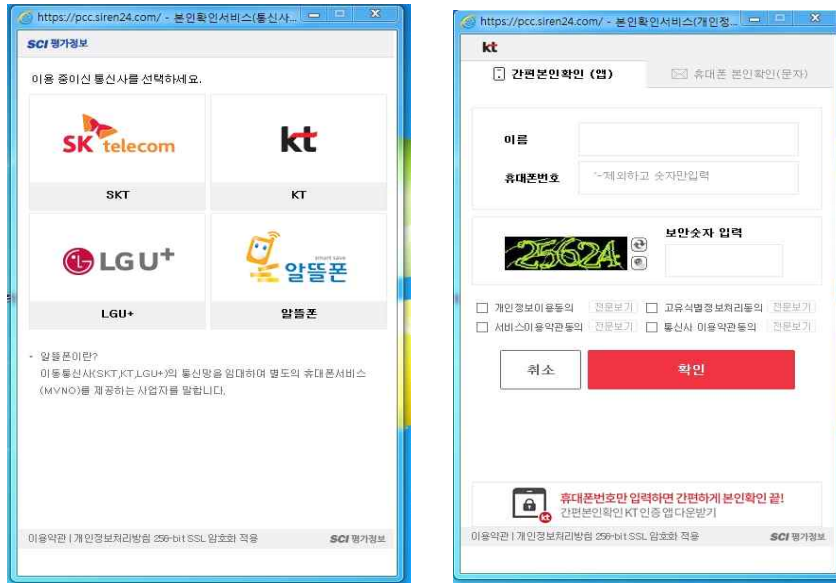 https://pcc.siren24.com/ - 본인확인서비스(통신사...
SCI 평가정보
이용 중이신 통신사를 선택하세요.
SK telecom
kt
SKT
KT
LG U+
smart save
알뜰폰
LGU+
알뜰폰
- 알뜰폰이란?
이동통신사(SKT,KT,LGU+)의 통신망을 임대하여 별도의 휴대폰서비스
(MVNO)를 제공하는 사업자를 말합니다.
이용약관 | 개인정보처리방침 256-bit SSL 암호화 적용
SCI 평가정보
https://pcc.siren24.com/ - 본인확인서비스(개인정...
kt
간편본인확인 (앱)
휴대폰 본인확인(문자)
이름
휴대폰번호
'-'제외하고 숫자만입력
보안숫자 입력
25624
개인정보이용동의 전문보기 고유식별정보처리동의 전문보기
서비스이용약관동의 전문보기 통신사 이용약관동의 전문보기
취소
확인
휴대폰번호만 입력하면 간편하게 본인확인 끝!
간편본인확인 KT 인증 앱 다운받기
kt
이용약관 | 개인정보처리방침 256-bit SSL 암호화 적용
SCI 평가정보